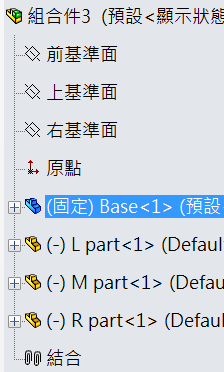 組合件3 (預設<顯示狀態
前基準面
上基準面
右基準面
原點
(固定) Base<1> (預設
(-) L part<1> (Defaul
(-) M part<1> (Defau
(-) R part<1> (Defaul
結合